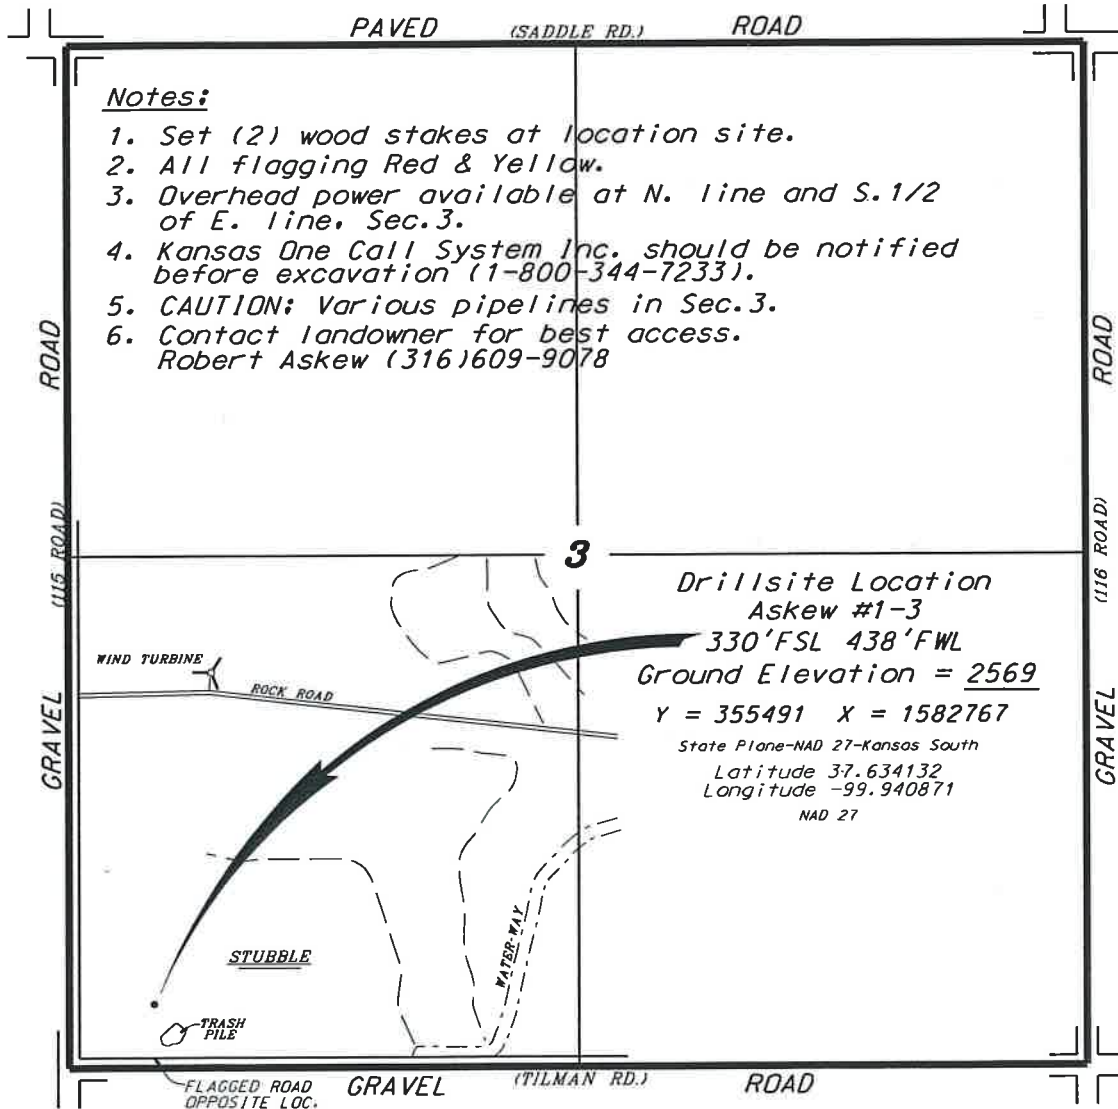 PAVED (SADDLE RD.) ROAD
Notes:
1. Set (2) wood stakes at location site.
2. All flagging Red & Yellow.
3. Overhead power available at N. line and S.1/2
of E. line, Sec.3.
4. Kansas One Call System Inc. should be notified
before excavation (1-800-344-7233).
5. CAUTION: Various pipelines in Sec.3.
6. Contact landowner for best access.
Robert Askew (316)609-9078
ROAD
(115 ROAD)
GRAVEL
ROAD
(116 ROAD)
GRAVEL
3
Drillsite Location
Askew #1-3
330'FSL 438'FWL
Ground Elevation = 2569
Y = 355491 X = 1582767
State Plane-NAD 27-Kansas South
Latitude 37.634132
Longitude -99.940871
NAD 27
WIND TURBINE
ROCK ROAD
WATER-WAY
STUBBLE
TRASH
PILE
FLAGGED ROAD
OPPOSITE LOC.
GRAVEL (TILMAN RD.) ROAD